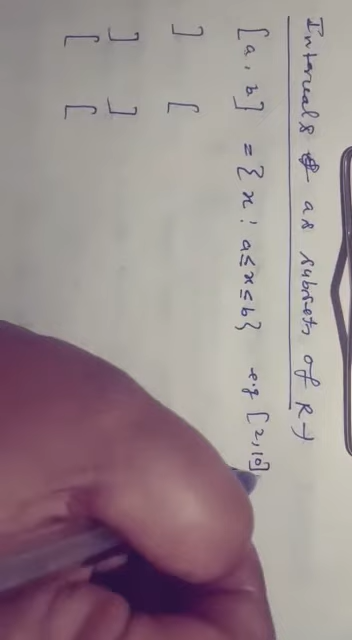 Intervals as subsets of R →
[a, b] = {x : a ≤ x ≤ b} e.g [2,10]